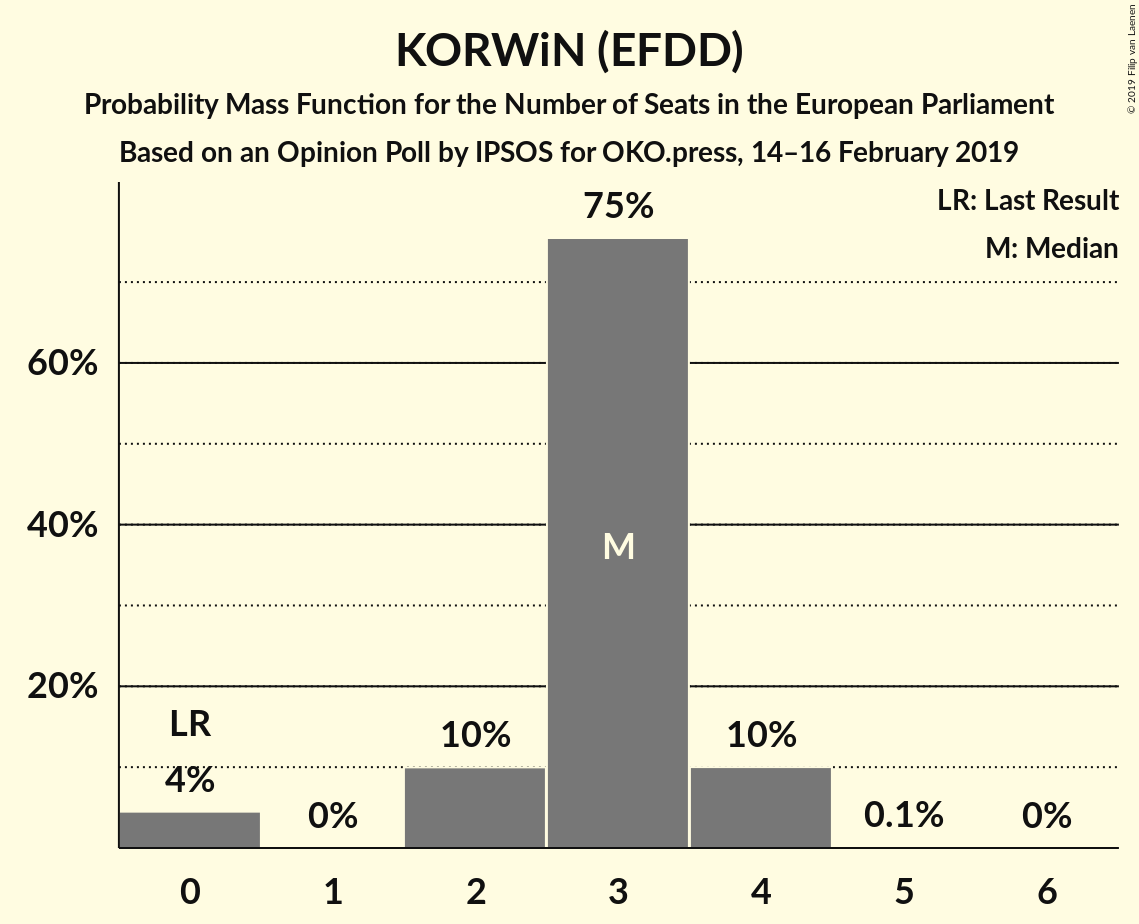 KORWiN (EFDD)
Probability Mass Function for the Number of Seats in the European Parliament
Based on an Opinion Poll by IPSOS for OKO.press, 14–16 February 2019
© 2019 Filip van Laenen
LR: Last Result
M: Median
75%
60%
40%
20%
M
LR
4%
0%
10%
10%
0.1%
0%
0 1 2 3 4 5 6